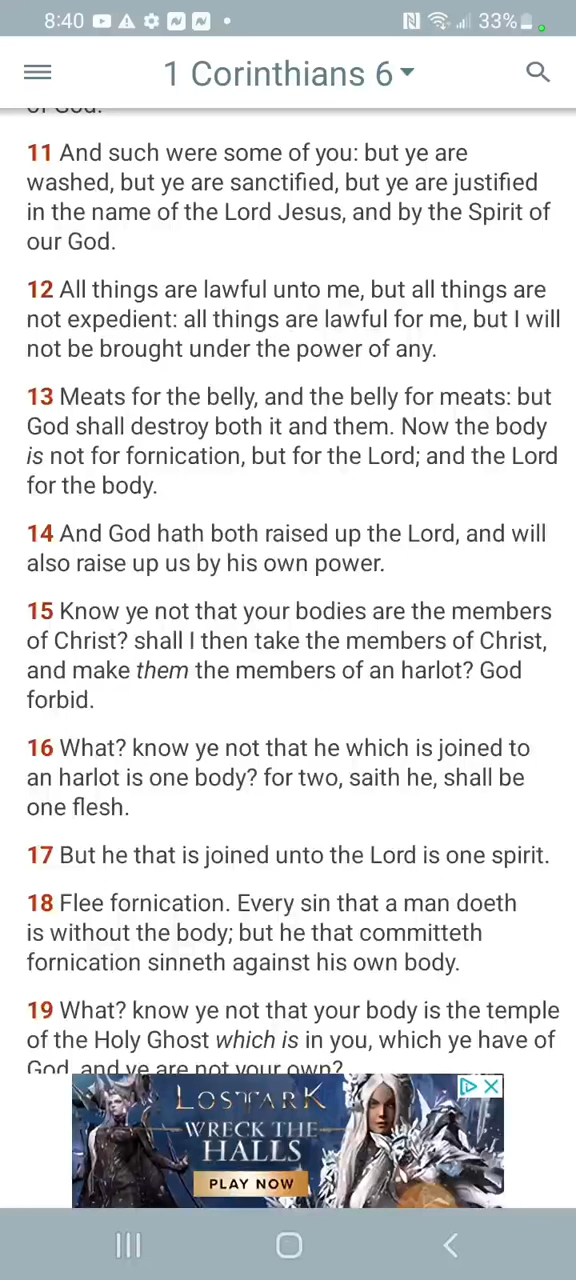 8:40
33%
1 Corinthians 6
of God.
11 And such were some of you: but ye are
washed, but ye are sanctified, but ye are justified
in the name of the Lord Jesus, and by the Spirit of
our God.
12 All things are lawful unto me, but all things are
not expedient: all things are lawful for me, but I will
not be brought under the power of any.
13 Meats for the belly, and the belly for meats: but
God shall destroy both it and them. Now the body
is not for fornication, but for the Lord; and the Lord
for the body.
14 And God hath both raised up the Lord, and will
also raise up us by his own power.
15 Know ye not that your bodies are the members
of Christ? shall I then take the members of Christ,
and make them the members of an harlot? God
forbid.
16 What? know ye not that he which is joined to
an harlot is one body? for two, saith he, shall be
one flesh.
17 But he that is joined unto the Lord is one spirit.
18 Flee fornication. Every sin that a man doeth
is without the body; but he that committeth
fornication sinneth against his own body.
19 What? know ye not that your body is the temple
of the Holy Ghost which is in you, which ye have of
God, and ye are not your own?
LOST ARK
WRECK THE
HALLS
PLAY NOW